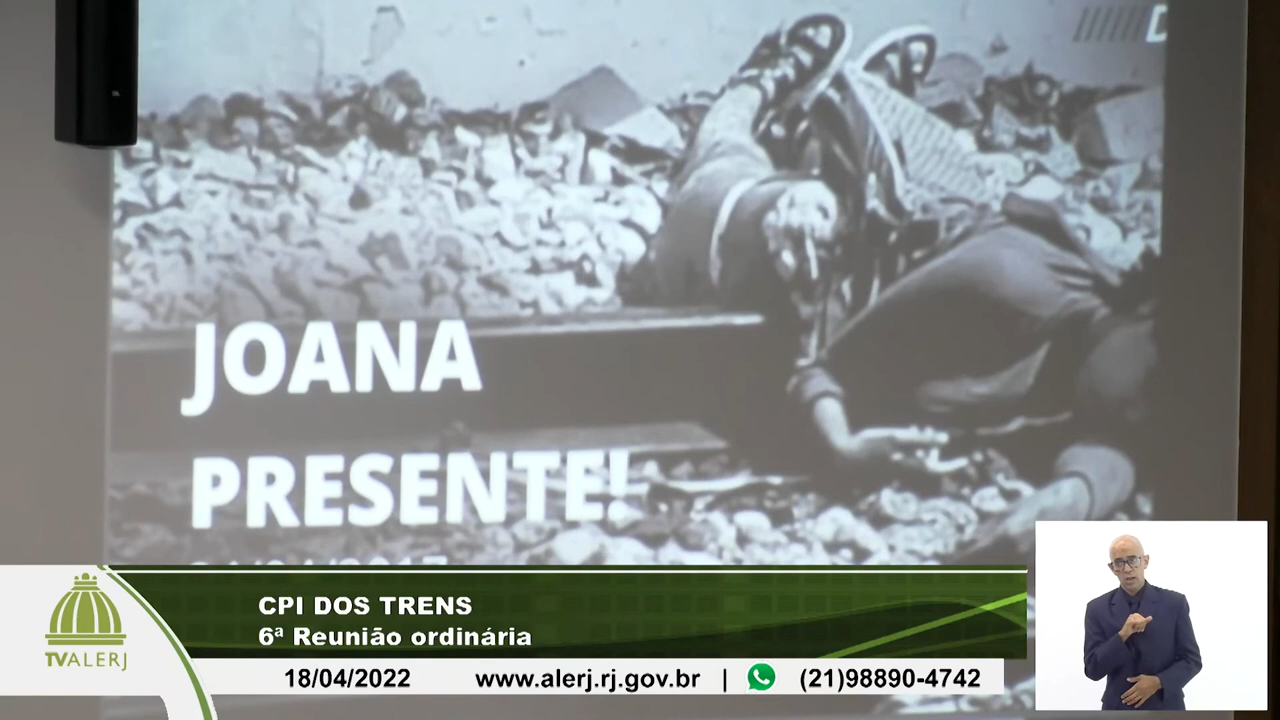 JOANA
PRESENTE!
CPI DOS TRENS
6ª Reunião ordinária
TVALERJ
18/04/2022 www.alerj.rj.gov.br | (21)98890-4742